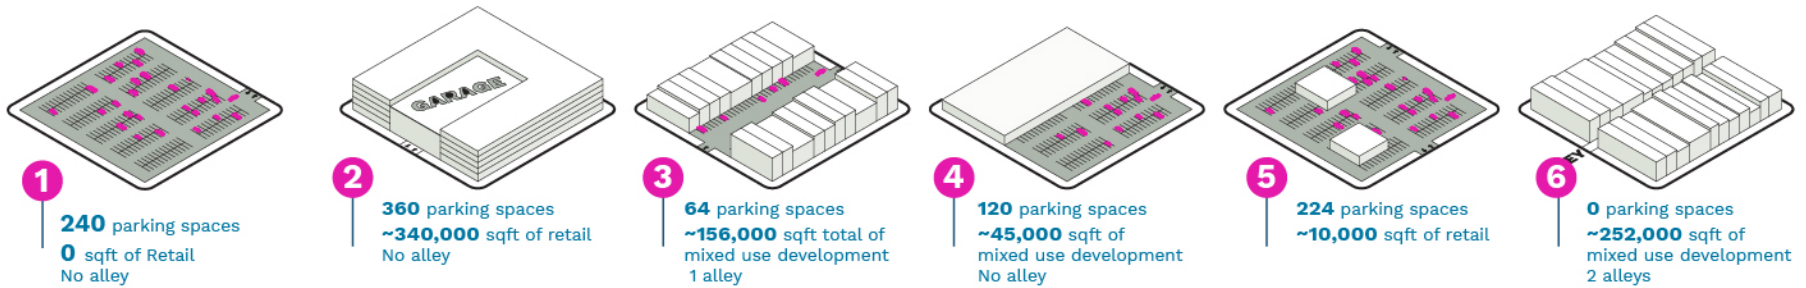 1
240 parking spaces
0 sqft of Retail
No alley
GARAGE
2
360 parking spaces
~340,000 sqft of retail
No alley
3
64 parking spaces
~156,000 sqft total of
mixed use development
1 alley
4
120 parking spaces
~45,000 sqft of
mixed use development
No alley
5
224 parking spaces
~10,000 sqft of retail
EY
6
0 parking spaces
~252,000 sqft of
mixed use development
2 alleys